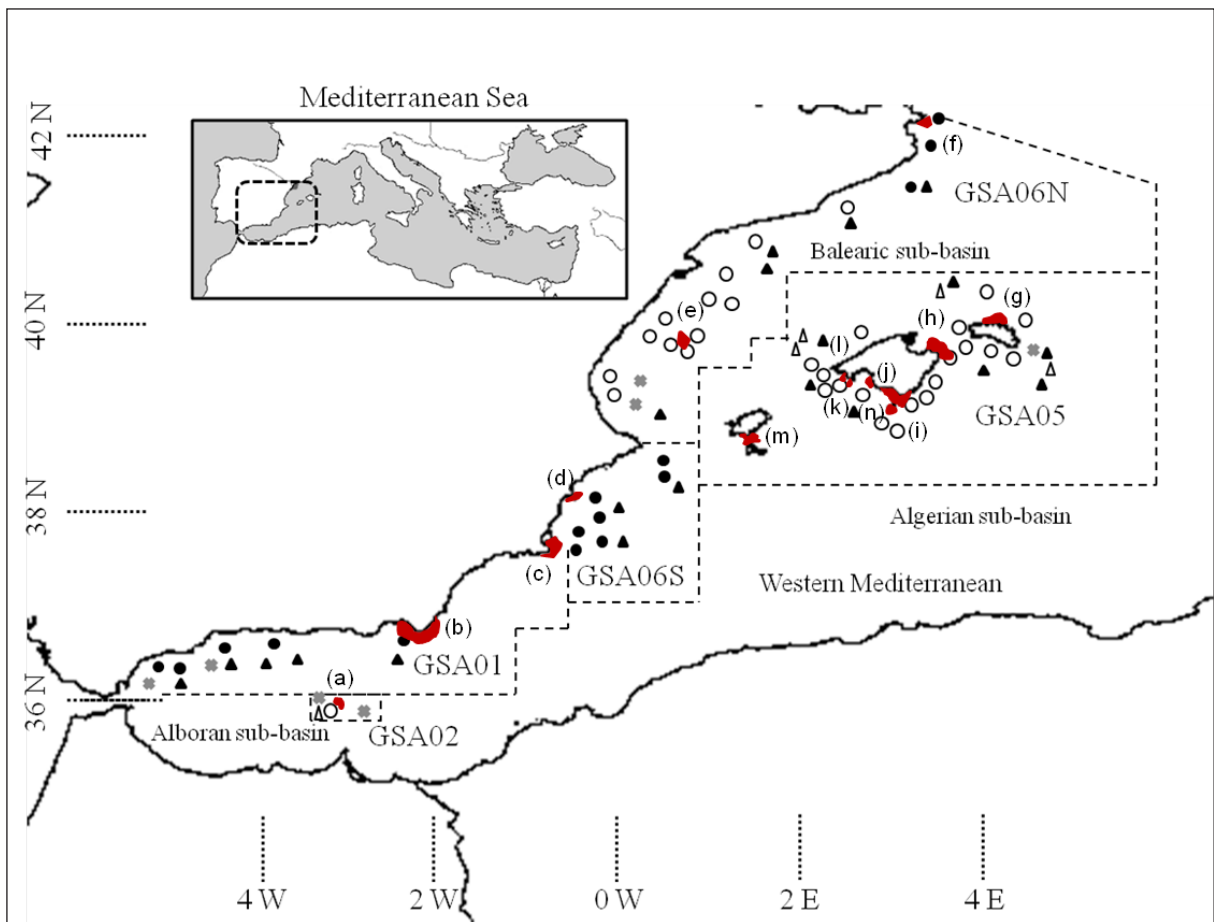 Mediterranean Sea
42 N
(f)
GSA06N
Balearic sub-basin
(g)
(e)
(h)
40 N
(l)
(j)
(k)
(n)
GSA05
(i)
(m)
(d)
38 N
Algerian sub-basin
(c)
GSA06S
Western Mediterranean
(b)
GSA01
(a)
36 N
Alboran sub-basin
GSA02
4 W
2 W
0 W
2 E
4 E